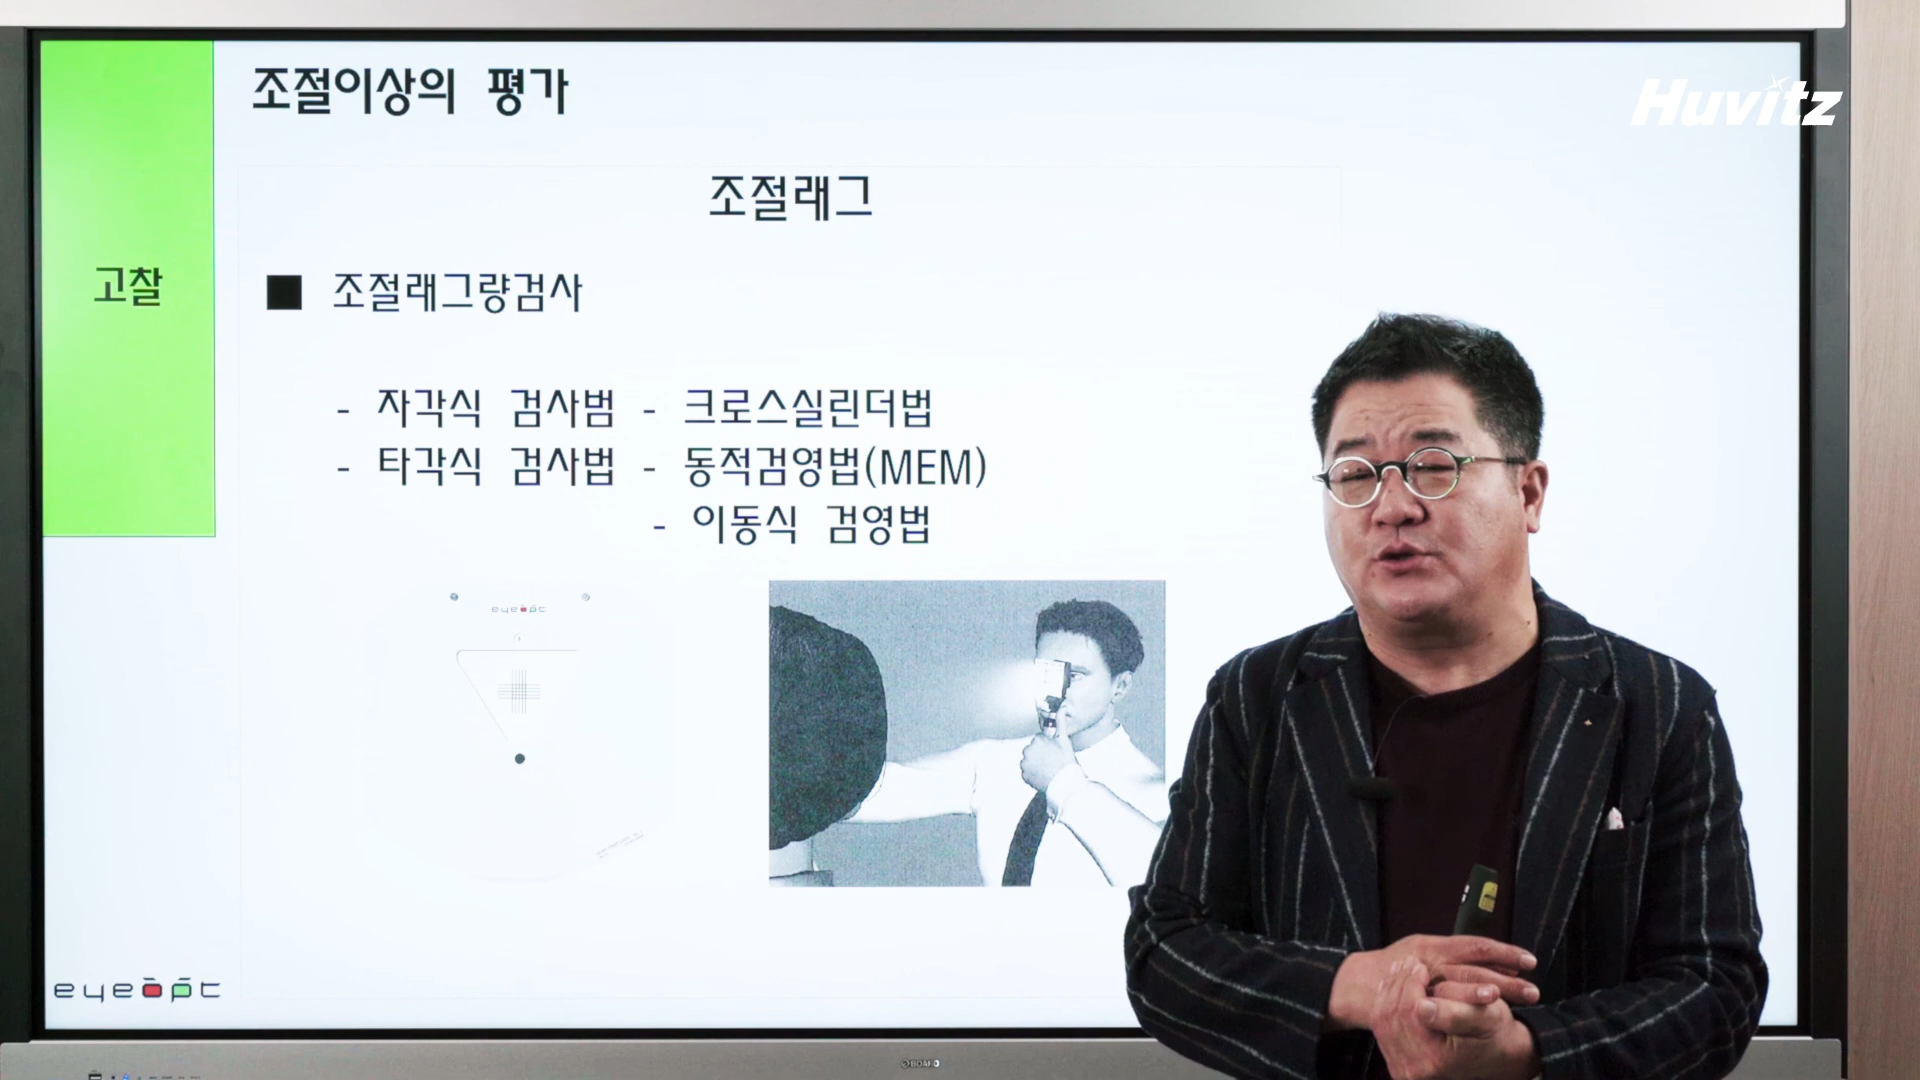 조절이상의 평가
Huvitz
조절래그
고찰
■ 조절래그량검사
- 자각식 검사범 - 크로스실린더법
- 타각식 검사법 - 동적검영법(MEM)
- 이동식 검영법
eyeopt
eyeopt